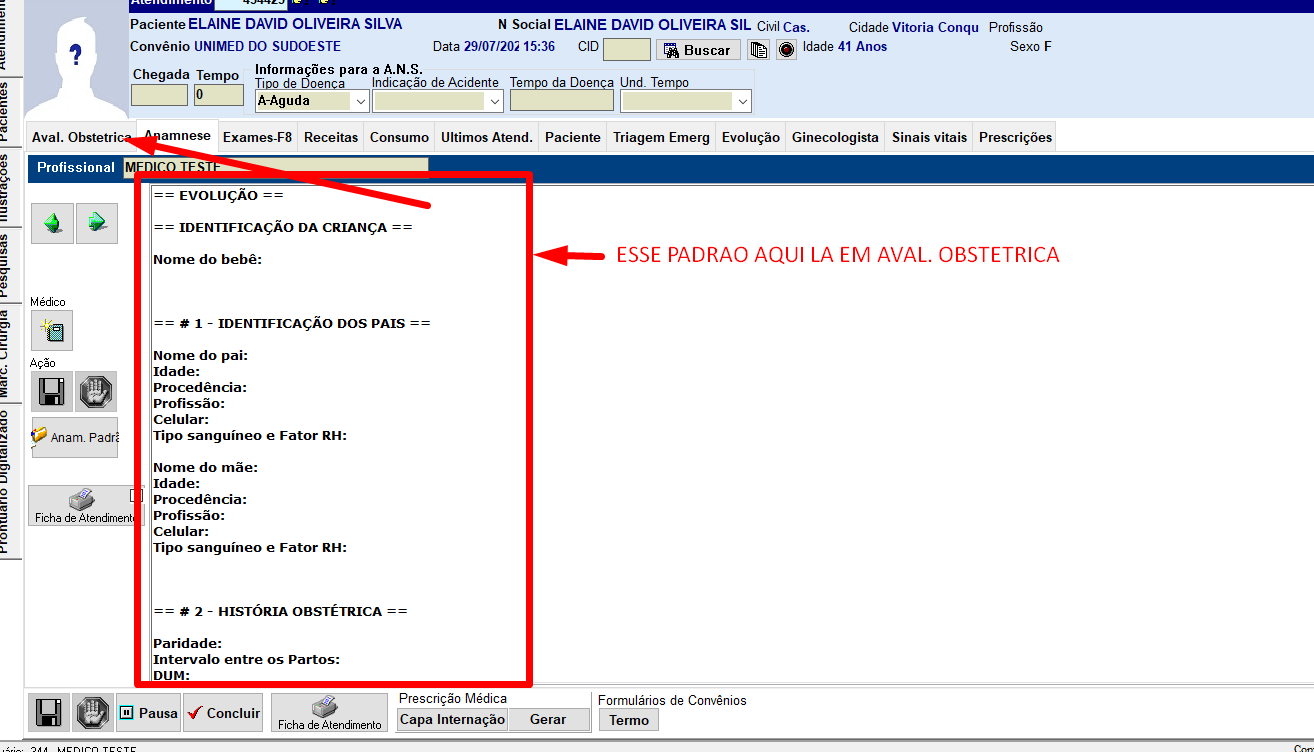 Atendimento 454425
Paciente ELAINE DAVID OLIVEIRA SILVA N Social ELAINE DAVID OLIVEIRA SIL Civil Cas. Cidade Vitoria Conqu Profissão
Convênio UNIMED DO SUDOESTE Data 29/07/202 15:36 CID Buscar Idade 41 Anos Sexo F
Chegada Tempo Informações para a A.N.S.
Tipo de Doença Indicação de Acidente Tempo da Doença Und. Tempo
0 A-Aguda
Aval. Obstetrica Anamnese Exames-F8 Receitas Consumo Ultimos Atend. Paciente Triagem Emerg Evolução Ginecologista Sinais vitais Prescrições
Profissional MEDICO TESTE
Atendimento
Pacientes
Ilustrações
Pesquisas
Marc. Cirurgia
Prontuário Digitalizado
Médico
Ação
Anam. Padrã
Ficha de Atendimento
== EVOLUÇÃO ==
== IDENTIFICAÇÃO DA CRIANÇA ==
Nome do bebê:
== # 1 - IDENTIFICAÇÃO DOS PAIS ==
Nome do pai:
Idade:
Procedência:
Profissão:
Celular:
Tipo sanguíneo e Fator RH:
Nome do mãe:
Idade:
Procedência:
Profissão:
Celular:
Tipo sanguíneo e Fator RH:
== # 2 - HISTÓRIA OBSTÉTRICA ==
Paridade:
Intervalo entre os Partos:
DUM:
ESSE PADRAO AQUI LA EM AVAL. OBSTETRICA
Pausa Concluir Ficha de Atendimento
Prescrição Médica
Capa Internação Gerar
Formulários de Convênios
Termo
uário: 244 - MEDICO TESTE Con